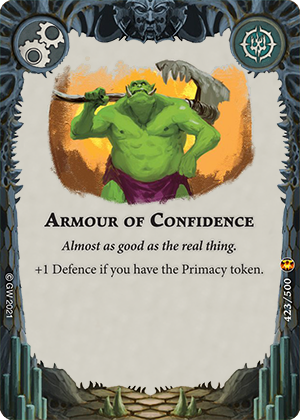 Armour of Confidence
Almost as good as the real thing.
+1 Defence if you have the Primacy token.
© GW 2021
423/500